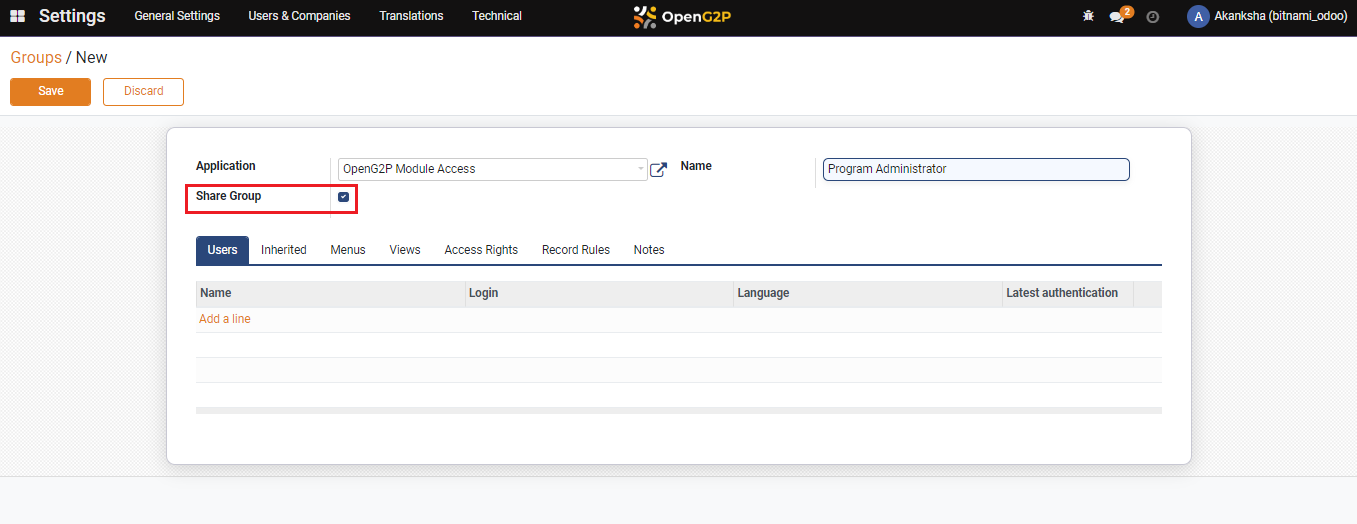 Settings General Settings Users & Companies Translations Technical OpenG2P 2 A Akanksha (bitnami_odoo)
Groups / New
Save Discard
Application OpenG2P Module Access Name Program Administrator
Share Group
Users Inherited Menus Views Access Rights Record Rules Notes
Name Login Language Latest authentication
Add a line